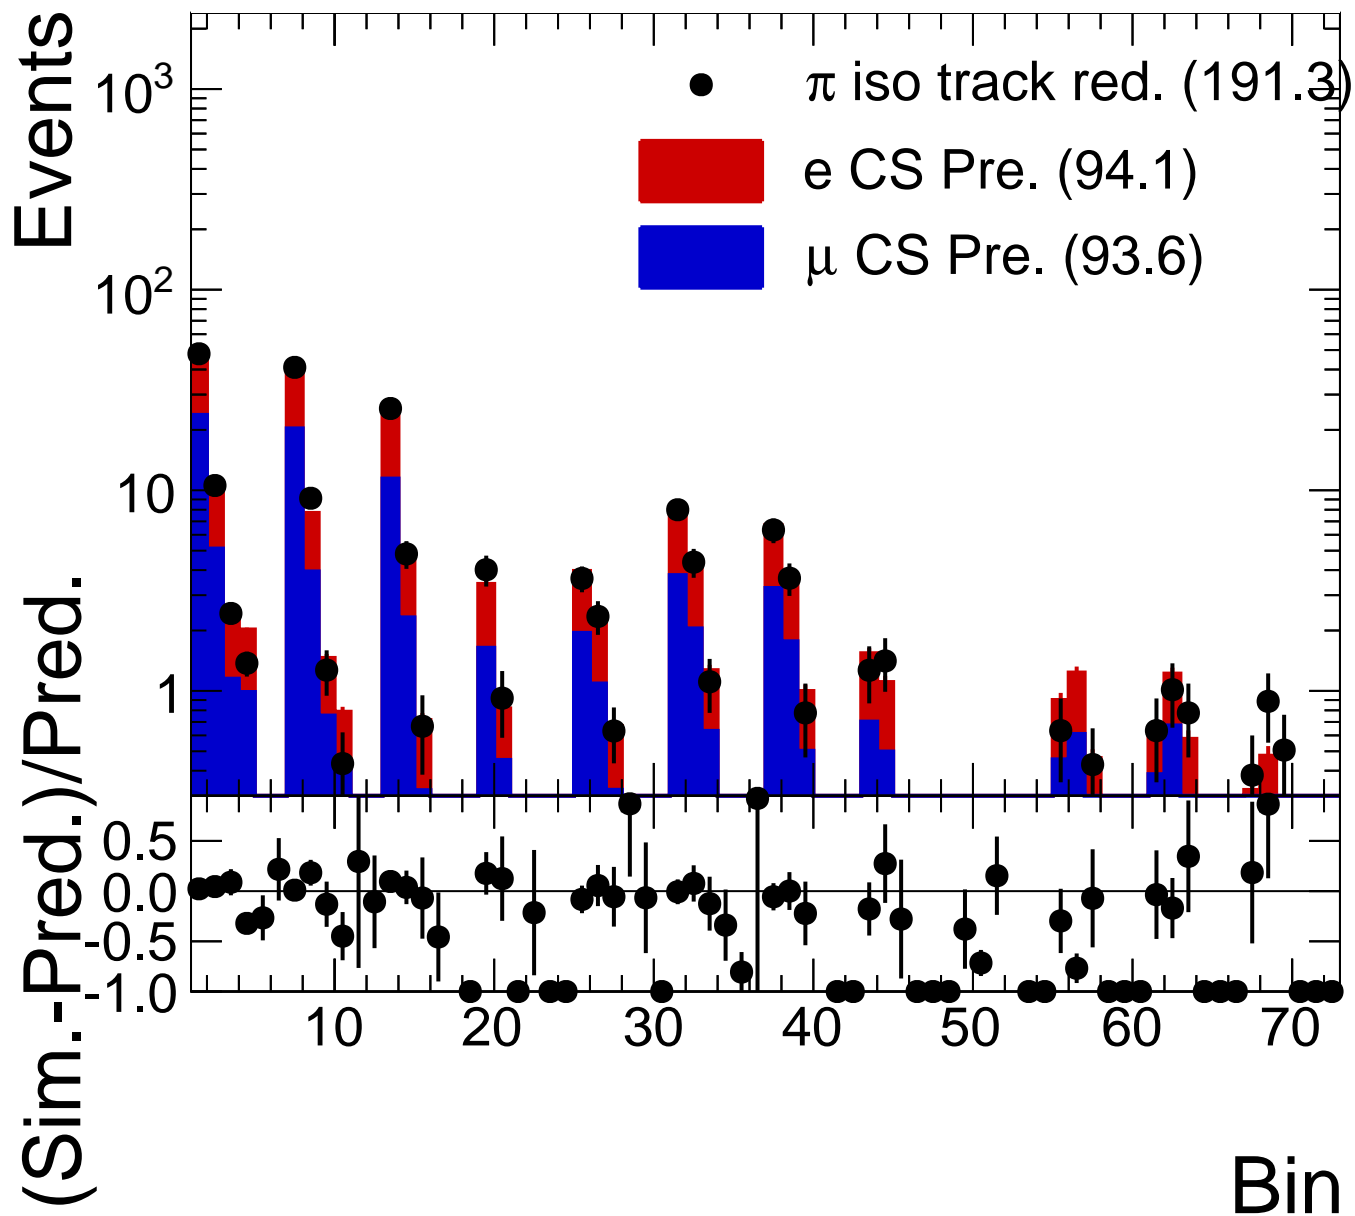 Events
10³
10²
10
1
π iso track red. (191.3)
e CS Pre. (94.1)
μ CS Pre. (93.6)
(Sim.-Pred.)/Pred.
0.5
0.0
-0.5
-1.0
10 20 30 40 50 60 70
Bin